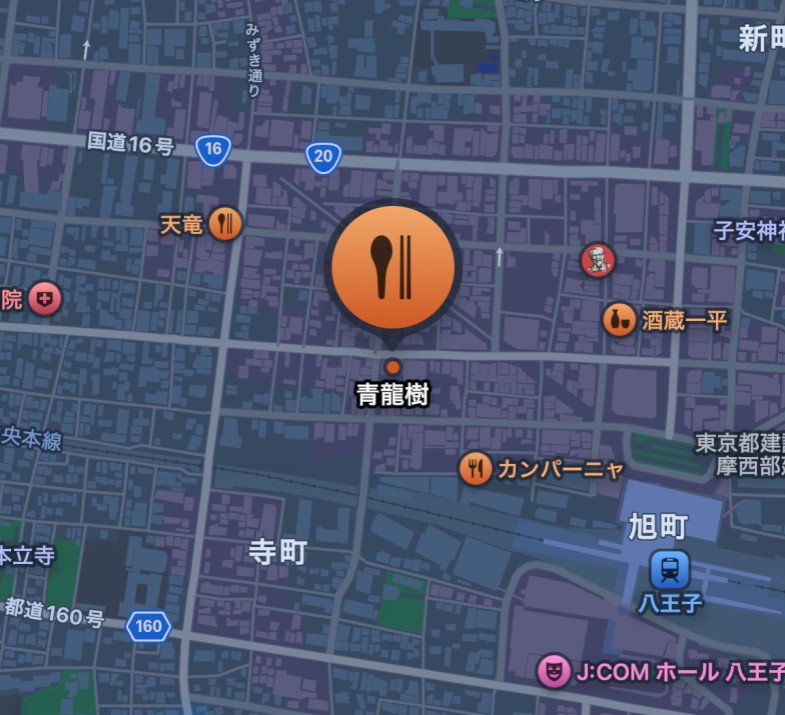 みずき通り
新町
国道16号
16
20
天竜
子安神社
院
酒蔵一平
青龍樹
央本線
カンパーニャ
東京都建
摩西部
旭町
八王子
寺町
本立寺
都道160号
160
J:COM ホール 八王子